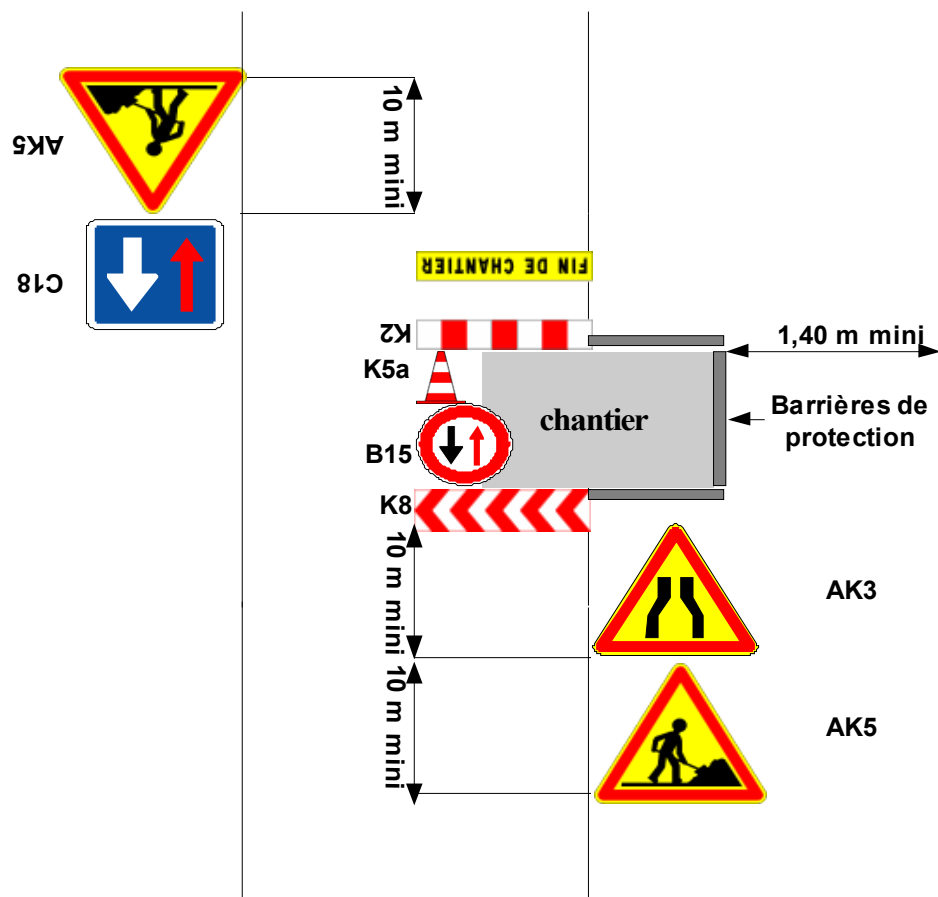 10 m mini
AK5
C18
FIN DE CHANTIER
K2
1,40 m mini
K5a
chantier
Barrières de
protection
B15
K8
10 m mini
AK3
10 m mini
AK5